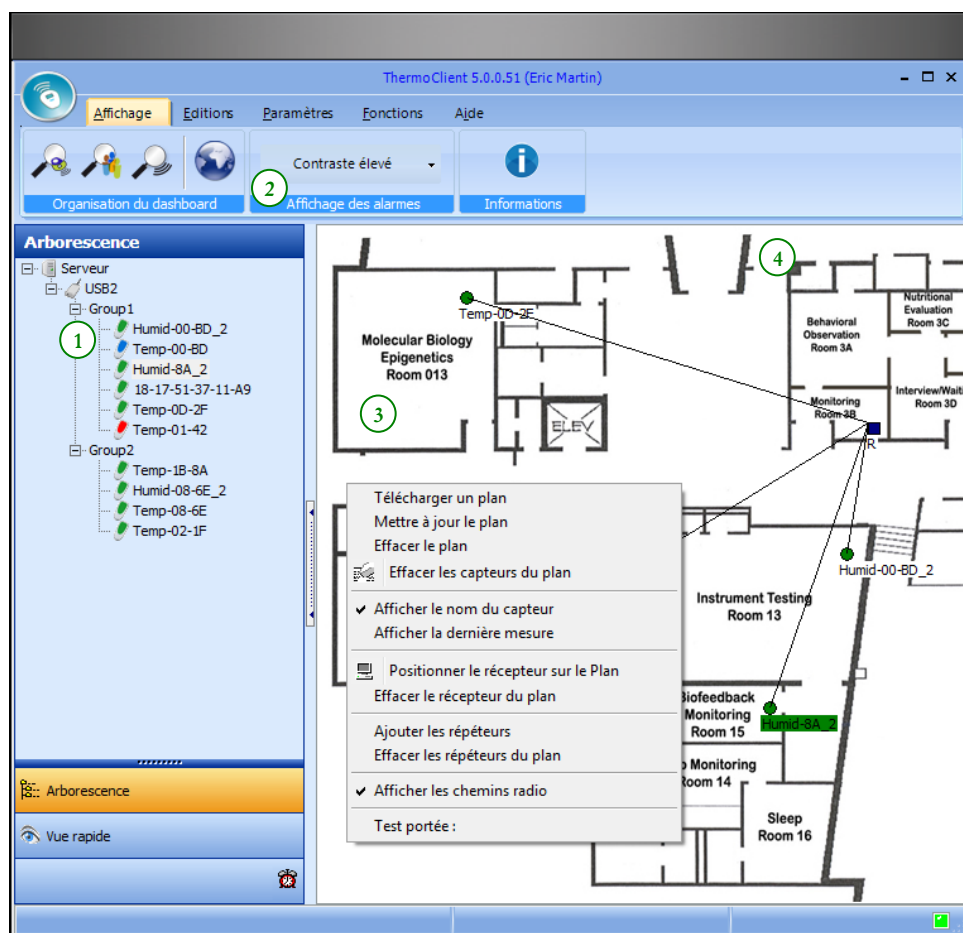 ThermoClient 5.0.0.51 (Eric Martin)
Affichage Editions Paramètres Fonctions Aide
Contraste élevé
2
Organisation du dashboard Affichage des alarmes Informations
Arborescence
Serveur
USB2
Group1
1
Humid-00-BD_2
Temp-00-BD
Humid-8A_2
18-17-51-37-11-A9
Temp-0D-2F
Temp-01-42
Group2
Temp-1B-8A
Humid-08-6E_2
Temp-08-6E
Temp-02-1F
Arborescence
Vue rapide
4
Temp-0D-2F
Molecular Biology
Epigenetics
Room 013
3
ELEV
Behavioral
Observation
Room 3A
Nutritional
Evaluation
Room 3C
Monitoring
Room 3B
Interview/Waiti
Room 3D
R
Humid-00-BD_2
Instrument Testing
Room 13
Biofeedback
Monitoring
Room 15
Humid-8A_2
Monitoring
Room 14
Sleep
Room 16
Télécharger un plan
Mettre à jour le plan
Effacer le plan
Effacer les capteurs du plan
Afficher le nom du capteur
Afficher la dernière mesure
Positionner le récepteur sur le Plan
Effacer le récepteur du plan
Ajouter les répéteurs
Effacer les répéteurs du plan
Afficher les chemins radio
Test portée :